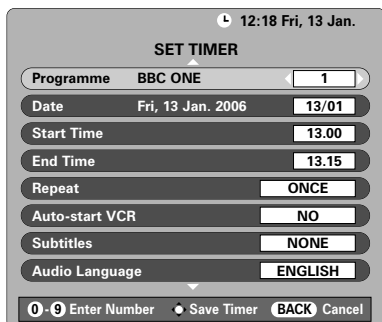 12:18 Fri, 13 Jan.
SET TIMER
Programme BBC ONE 1
Date Fri, 13 Jan. 2006 13/01
Start Time 13.00
End Time 13.15
Repeat ONCE
Auto-start VCR NO
Subtitles NONE
Audio Language ENGLISH
0 - 9 Enter Number Save Timer BACK Cancel